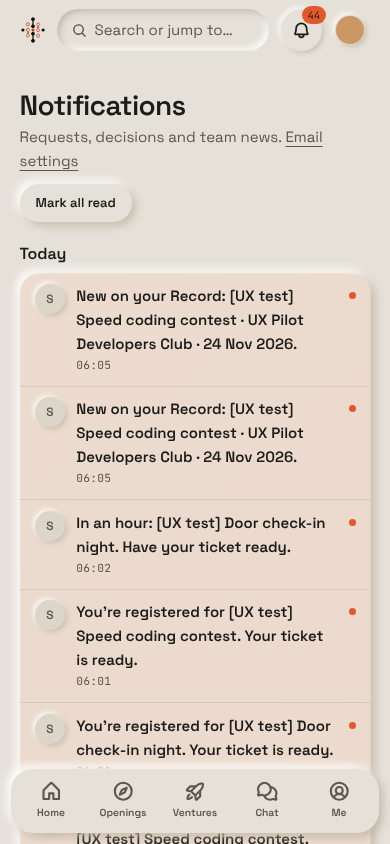 Search or jump to...
44
Notifications
Requests, decisions and team news. Email
settings
Mark all read
Today
S
New on your Record: [UX test]
Speed coding contest · UX Pilot
Developers Club · 24 Nov 2026.
06:05
S
New on your Record: [UX test]
Speed coding contest · UX Pilot
Developers Club · 24 Nov 2026.
06:05
S
In an hour: [UX test] Door check-in
night. Have your ticket ready.
06:02
S
You're registered for [UX test]
Speed coding contest. Your ticket
is ready.
06:01
S
You're registered for [UX test] Door
check-in night. Your ticket is ready.
Home
Openings
Ventures
Chat
Me
[UX test] Speed coding contest.